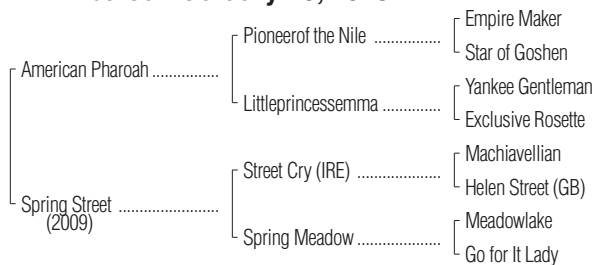 Empire Maker
Pioneerof the Nile ................
Star of Goshen
American Pharoah ................
Yankee Gentleman
Littleprincessemma ..............
Exclusive Rosette
Machiavellian
Street Cry (IRE) ....................
Helen Street (GB)
Spring Street ........................
(2009)
Meadowlake
Spring Meadow ....................
Go for It Lady